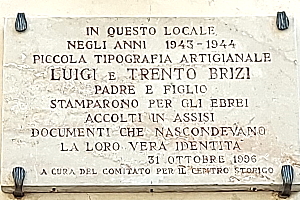 IN QUESTO LOCALE
NEGLI ANNI 1943-1944
PICCOLA TIPOGRAFIA ARTIGIANALE
LUIGI E TRENTO BRIZI
PADRE E FIGLIO
STAMPARONO PER GLI EBREI
ACCOLTI IN ASSISI
DOCUMENTI CHE NASCONDEVANO
LA LORO VERA IDENTITA
31 OTTOBRE 1996
A CURA DEL COMITATO PER IL CENTRO STORICO